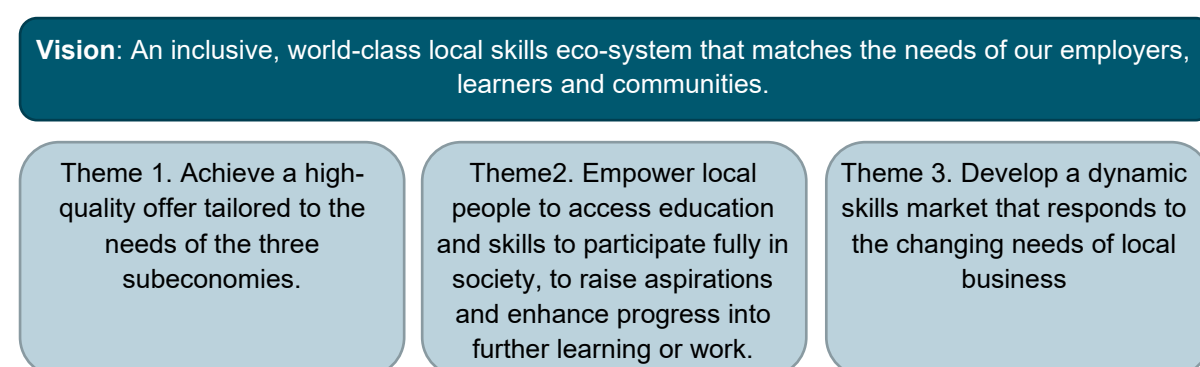 Vision: An inclusive, world-class local skills eco-system that matches the needs of our employers,
learners and communities.
Theme 1. Achieve a high-
quality offer tailored to the
needs of the three
subeconomies.
Theme2. Empower local
people to access education
and skills to participate fully in
society, to raise aspirations
and enhance progress into
further learning or work.
Theme 3. Develop a dynamic
skills market that responds to
the changing needs of local
business